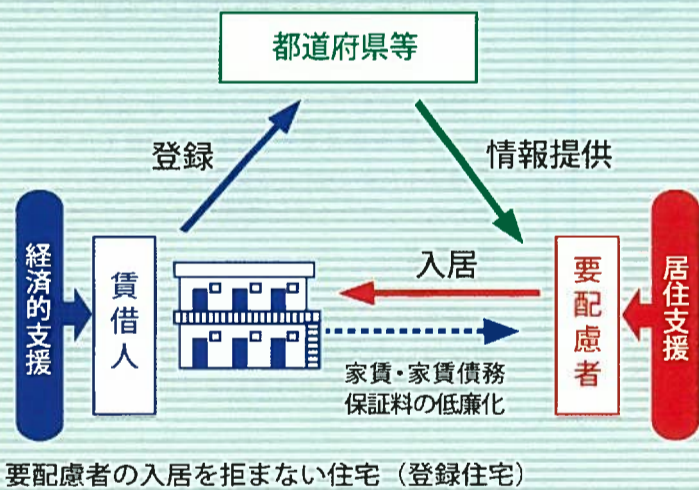 都道府県等
登録
情報提供
経済的支援
賃借人
入居
要配慮者
居住支援
家賃・家賃債務
保証料の低廉化
要配慮者の入居を拒まない住宅（登録住宅）